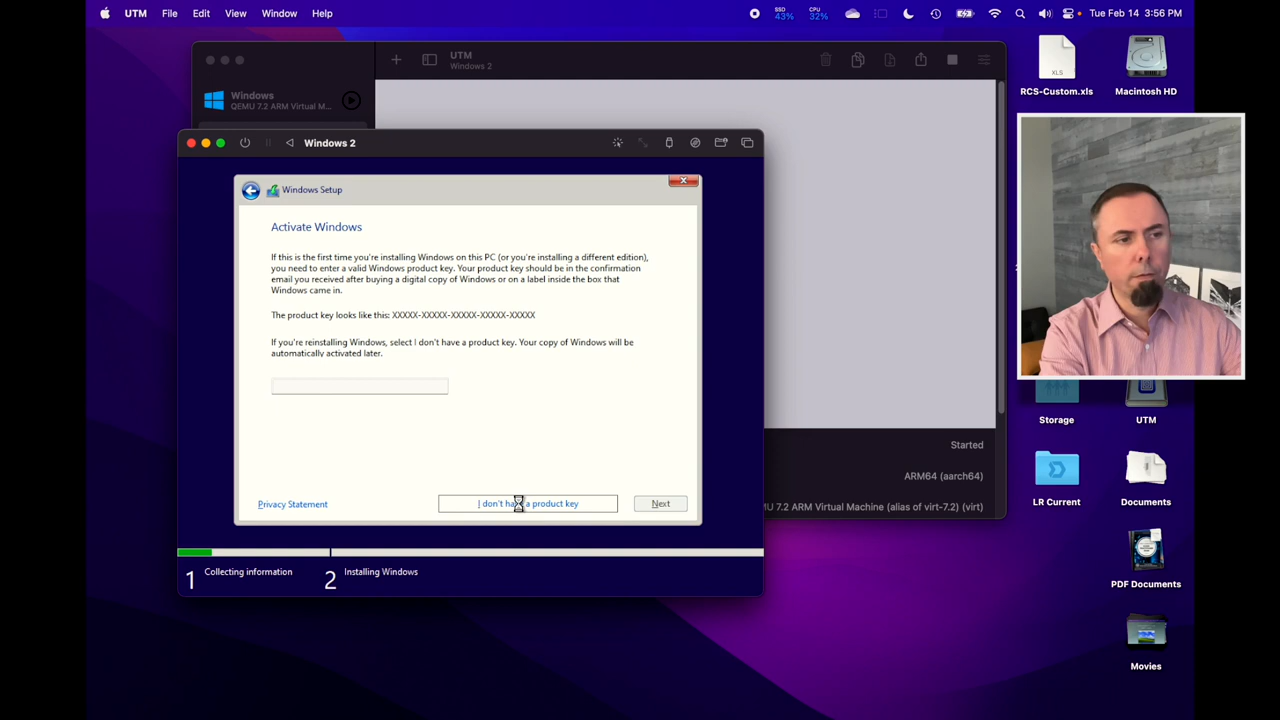 UTM File Edit View Window Help
SSD 43% CPU 32% Tue Feb 14 3:56 PM
UTM
Windows 2
Windows
QEMU 7.2 ARM Virtual M...
XLS
RCS-Custom.xls
Macintosh HD
Windows 2
Windows Setup
Activate Windows
If this is the first time you're installing Windows on this PC (or you're installing a different edition),
you need to enter a valid Windows product key. Your product key should be in the confirmation
email you received after buying a digital copy of Windows or on a label inside the box that
Windows came in.
The product key looks like this: XXXXX-XXXXX-XXXXX-XXXXX-XXXXX
If you're reinstalling Windows, select I don't have a product key. Your copy of Windows will be
automatically activated later.
Privacy Statement
I don't have a product key
Next
1 Collecting information
2 Installing Windows
Started
ARM64 (aarch64)
MU 7.2 ARM Virtual Machine (alias of virt-7.2) (virt)
Storage
UTM
LR Current
Documents
PDF Documents
Movies